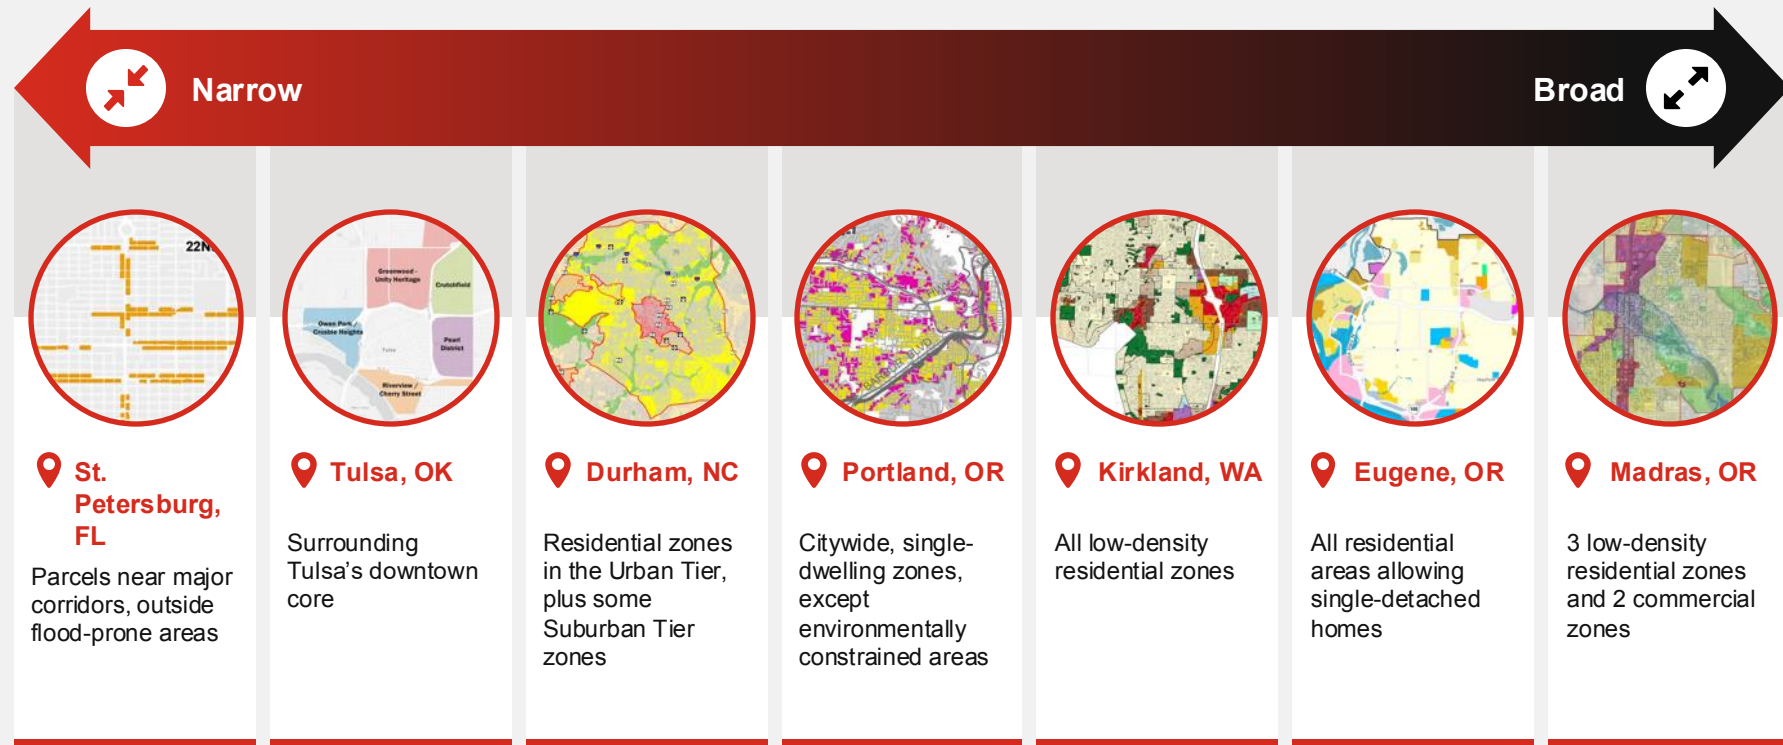 Narrow
Broad
22N
Greenwood -
Unity Heritage
Crutchfield
Owen Park /
Crosbie Heights
Tulsa
Pearl
District
Riverview /
Cherry Street
BARBUR BLVD
St.
Petersburg,
FL
Parcels near major
corridors, outside
flood-prone areas
Tulsa, OK
Surrounding
Tulsa's downtown
core
Durham, NC
Residential zones
in the Urban Tier,
plus some
Suburban Tier
zones
Portland, OR
Citywide, single-
dwelling zones,
except
environmentally
constrained areas
Kirkland, WA
All low-density
residential zones
Eugene, OR
All residential
areas allowing
single-detached
homes
Madras, OR
3 low-density
residential zones
and 2 commercial
zones